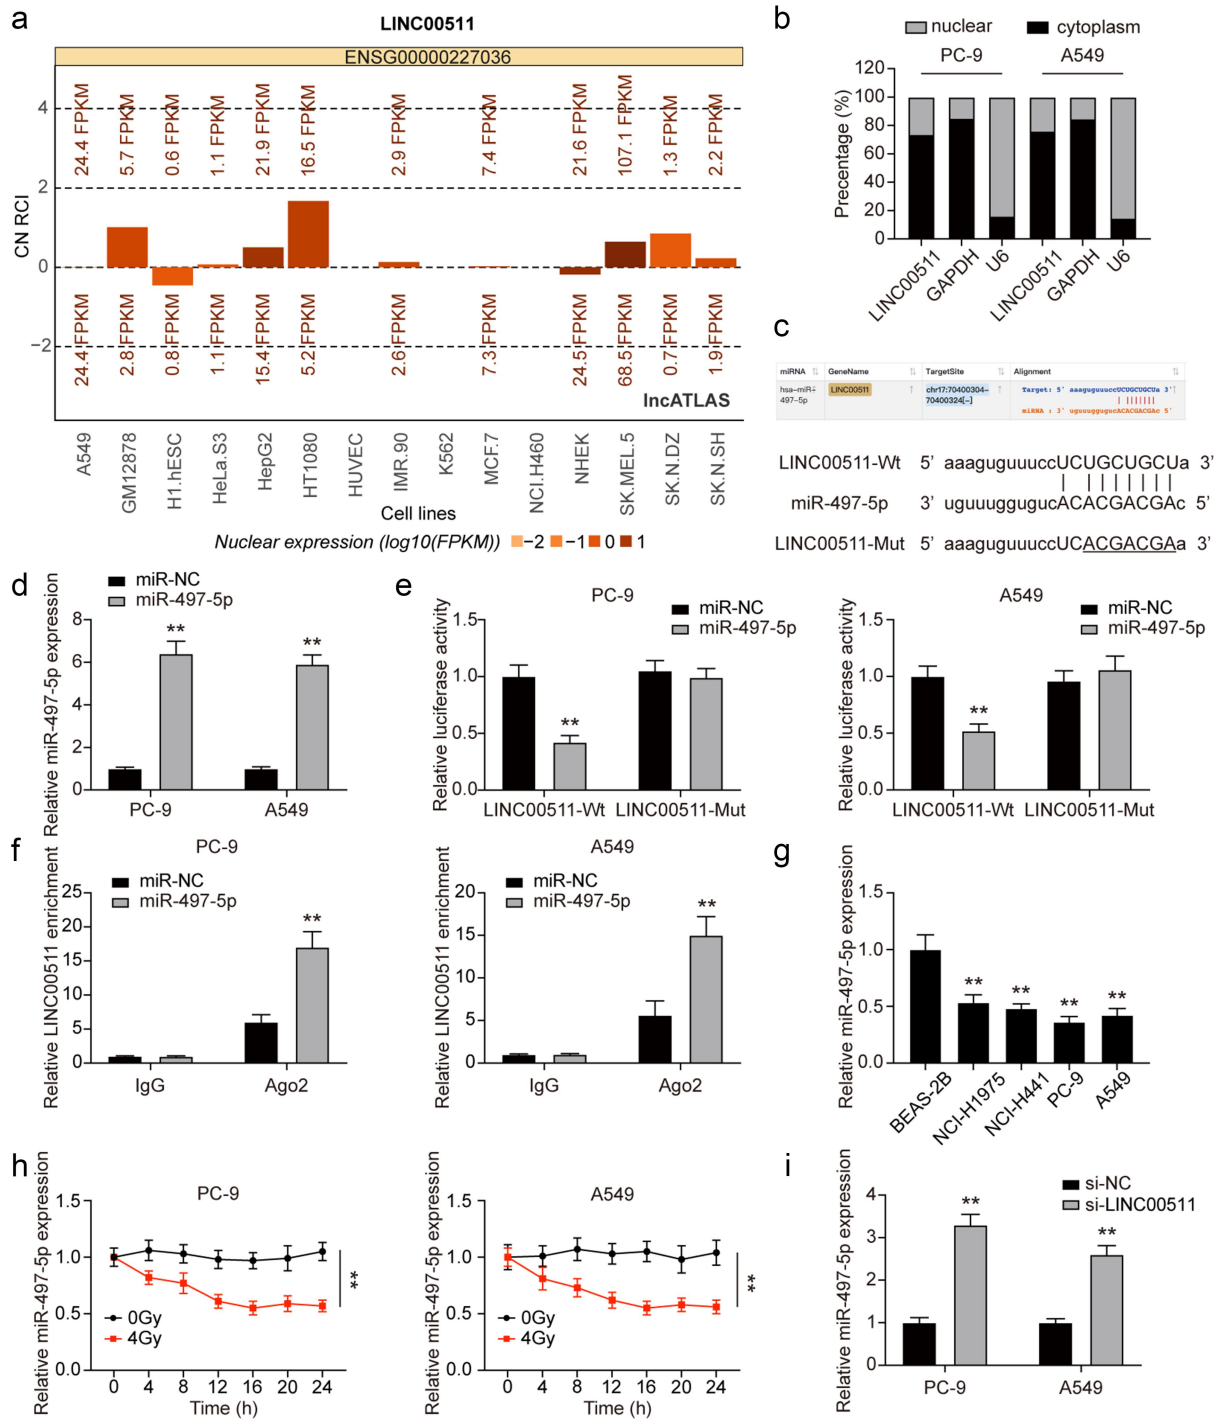 a
LINC00511
ENSG00000227036
CN RCI
4
2
0
−2
24.4 FPKM
5.7 FPKM
0.6 FPKM
1.1 FPKM
21.9 FPKM
16.5 FPKM
2.9 FPKM
7.4 FPKM
21.6 FPKM
107.1 FPKM
1.3 FPKM
2.2 FPKM
24.4 FPKM
2.8 FPKM
0.8 FPKM
1.1 FPKM
15.4 FPKM
5.2 FPKM
2.6 FPKM
7.3 FPKM
24.5 FPKM
68.5 FPKM
0.7 FPKM
1.9 FPKM
lncATLAS
A549
GM12878
H1.hESC
HeLa.S3
HepG2
HT1080
HUVEC
IMR.90
K562
MCF.7
NCI.H460
NHEK
SK.MEL.5
SK.N.DZ
SK.N.SH
Cell lines
Nuclear expression (log10(FPKM)) −2 −1 0 1
b
nuclear cytoplasm
PC-9 A549
Precentage (%)
120
100
80
60
40
20
0
LINC00511
GAPDH
U6
LINC00511
GAPDH
U6
c
miRNA GeneName TargetSite Alignment
hsa-miR-497-5p
LINC00511
chr17:70400304-70400324[-]
Target: 5' aaaguguuuccUCUGCUGCUa 3'
miRNA : 3' uguuuggugucACACGACGAc 5'
LINC00511-Wt 5’ aaaguguuuccUCUGCUGCUa 3’
miR-497-5p 3’ uguuuggugucACACGACGAc 5’
LINC00511-Mut 5’ aaaguguuuccUCACGACGAa 3’
d
miR-NC
miR-497-5p
Relative miR-497-5p expression
8
6
4
2
0
** **
PC-9 A549
e
PC-9
miR-NC
miR-497-5p
Relative luciferase activity
1.5
1.0
0.5
0.0
**
LINC00511-Wt LINC00511-Mut
A549
miR-NC
miR-497-5p
Relative luciferase activity
1.5
1.0
0.5
0.0
**
LINC00511-Wt LINC00511-Mut
f
PC-9
miR-NC
miR-497-5p
Relative LINC00511 enrichment
25
20
15
10
5
0
**
IgG Ago2
A549
miR-NC
miR-497-5p
Relative LINC00511 enrichment
20
15
10
5
0
**
IgG Ago2
g
Relative miR-497-5p expression
1.5
1.0
0.5
0.0
** ** ** **
BEAS-2B
NCI-H1975
NCI-H441
PC-9
A549
h
PC-9
Relative miR-497-5p expression
1.5
1.0
0.5
0.0
**
0Gy
4Gy
0 4 8 12 16 20 24
Time (h)
A549
Relative miR-497-5p expression
1.5
1.0
0.5
0.0
**
0Gy
4Gy
0 4 8 12 16 20 24
Time (h)
i
si-NC
si-LINC00511
Relative miR-497-5p expression
4
3
2
1
0
** **
PC-9 A549